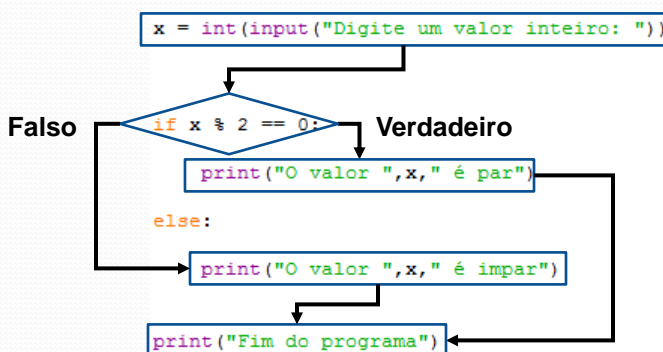 x = int(input("Digite um valor inteiro: "))
Falso
if x % 2 == 0:
Verdadeiro
print("O valor ",x," é par")
else:
print("O valor ",x," é impar")
print("Fim do programa")